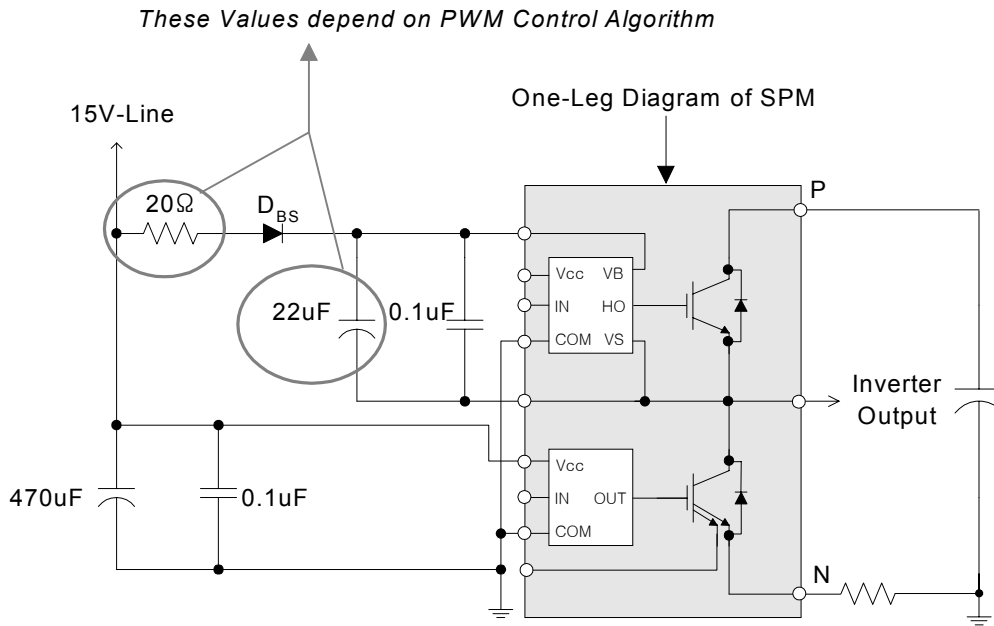 These Values depend on PWM Control Algorithm
One-Leg Diagram of SPM
15V-Line
P
20Ω
DBS
Vcc
VB
IN
HO
COM
VS
22uF
0.1uF
Inverter
Output
Vcc
IN
OUT
COM
470uF
0.1uF
N